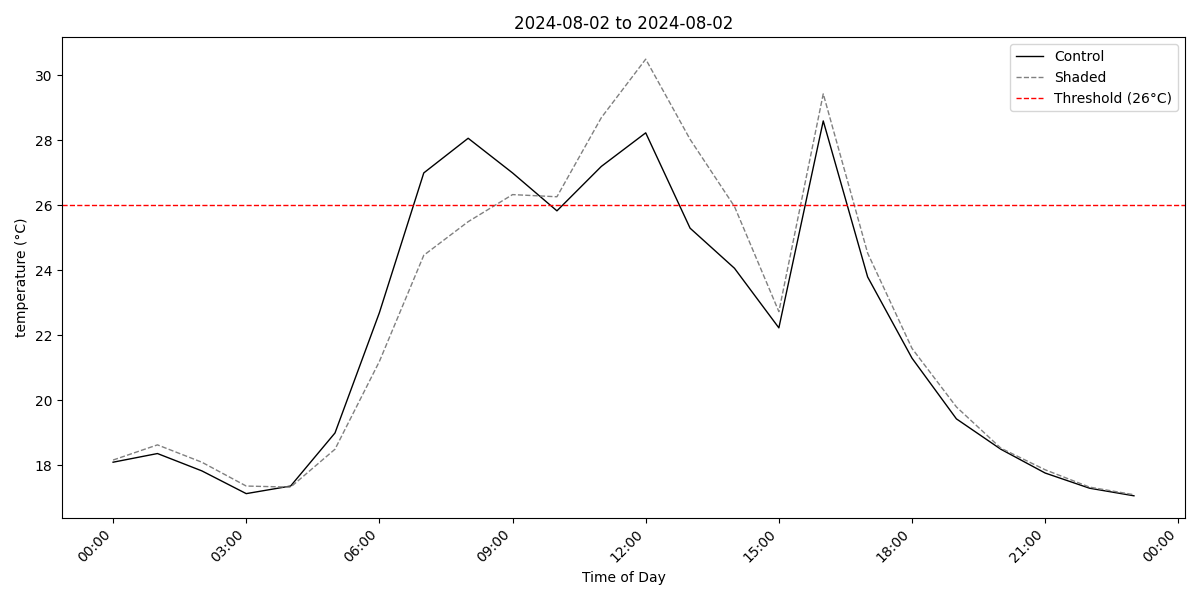 2024-08-02 to 2024-08-02
Control
Shaded
Threshold (26°C)
temperature (°C)
30
28
26
24
22
20
18
00:00
03:00
06:00
09:00
12:00
15:00
18:00
21:00
00:00
Time of Day